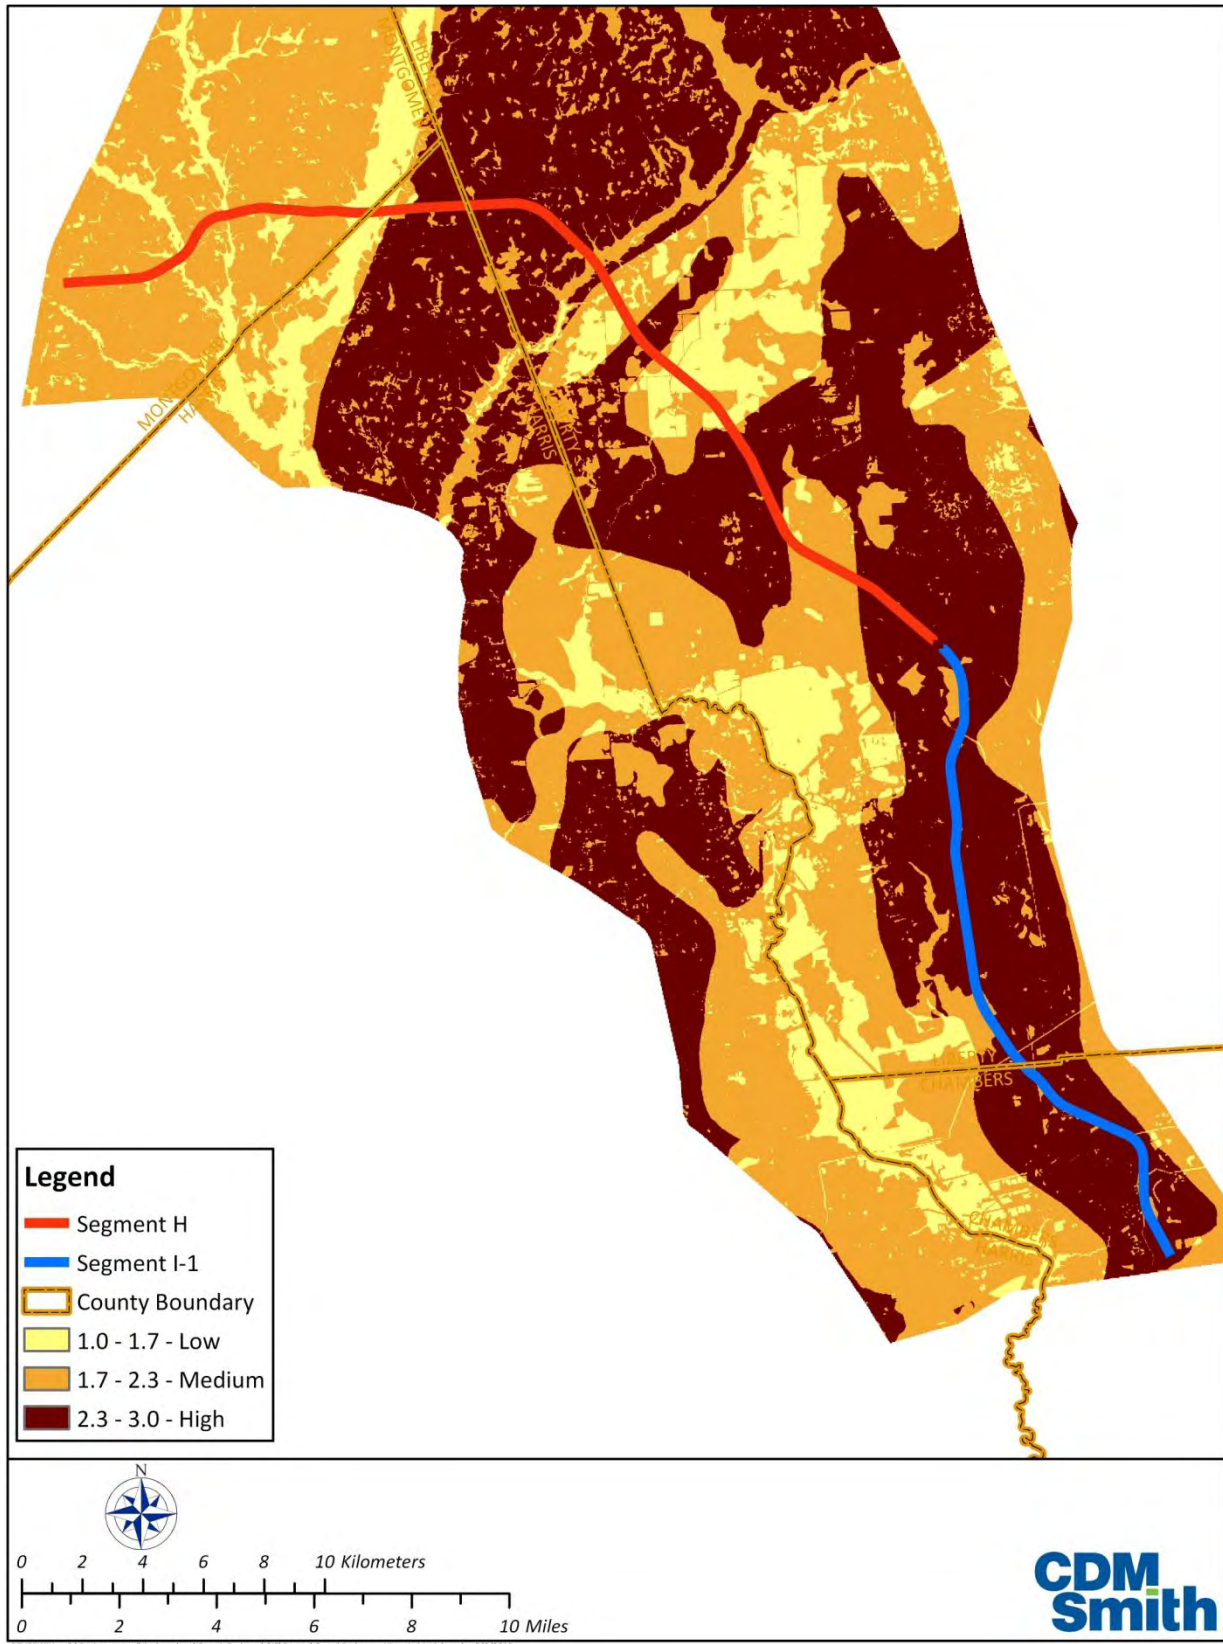 LIBERTY
MONTGOMERY
MONTGOMERY
HARRIS
LIBERTY
HARRIS
LIBERTY
CHAMBERS
CHAMBERS
HARRIS
Legend
Segment H
Segment I-1
County Boundary
1.0 - 1.7 - Low
1.7 - 2.3 - Medium
2.3 - 3.0 - High
N
0 2 4 6 8 10 Kilometers
0 2 4 6 8 10 Miles
CDM
Smith